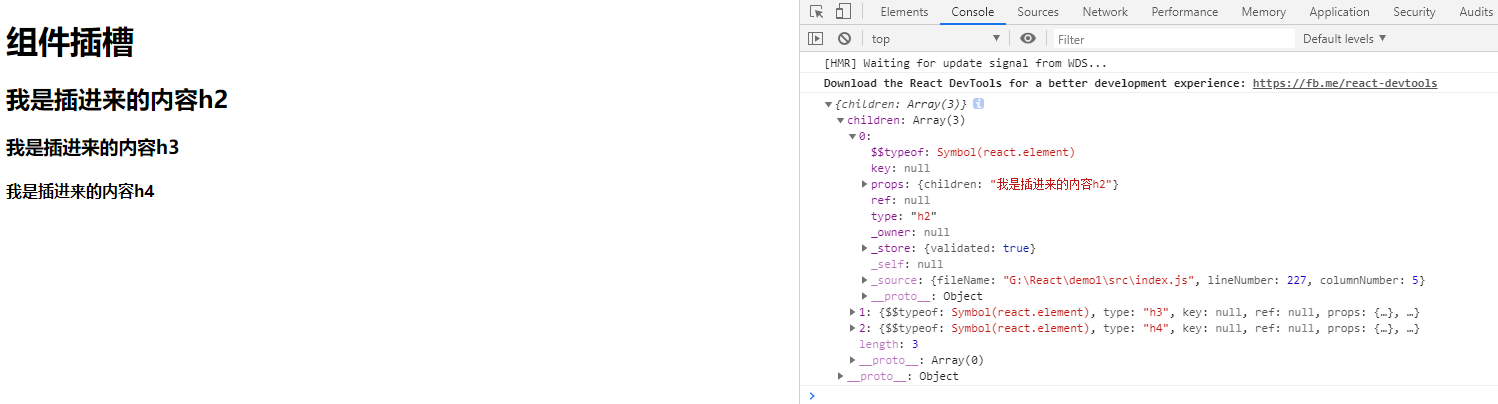 组件插槽
我是插进来的内容h2
我是插进来的内容h3
我是插进来的内容h4
Elements Console Sources Network Performance Memory Application Security Audits
top Filter Default levels
[HMR] Waiting for update signal from WDS...
Download the React DevTools for a better development experience: https://fb.me/react-devtools
{children: Array(3)} i
children: Array(3)
0:
$$typeof: Symbol(react.element)
key: null
props: {children: "我是插进来的内容h2"}
ref: null
type: "h2"
_owner: null
_store: {validated: true}
_self: null
_source: {fileName: "G:\React\demo1\src\index.js", lineNumber: 227, columnNumber: 5}
__proto__: Object
1: {$$typeof: Symbol(react.element), type: "h3", key: null, ref: null, props: {…}, …}
2: {$$typeof: Symbol(react.element), type: "h4", key: null, ref: null, props: {…}, …}
length: 3
__proto__: Array(0)
__proto__: Object